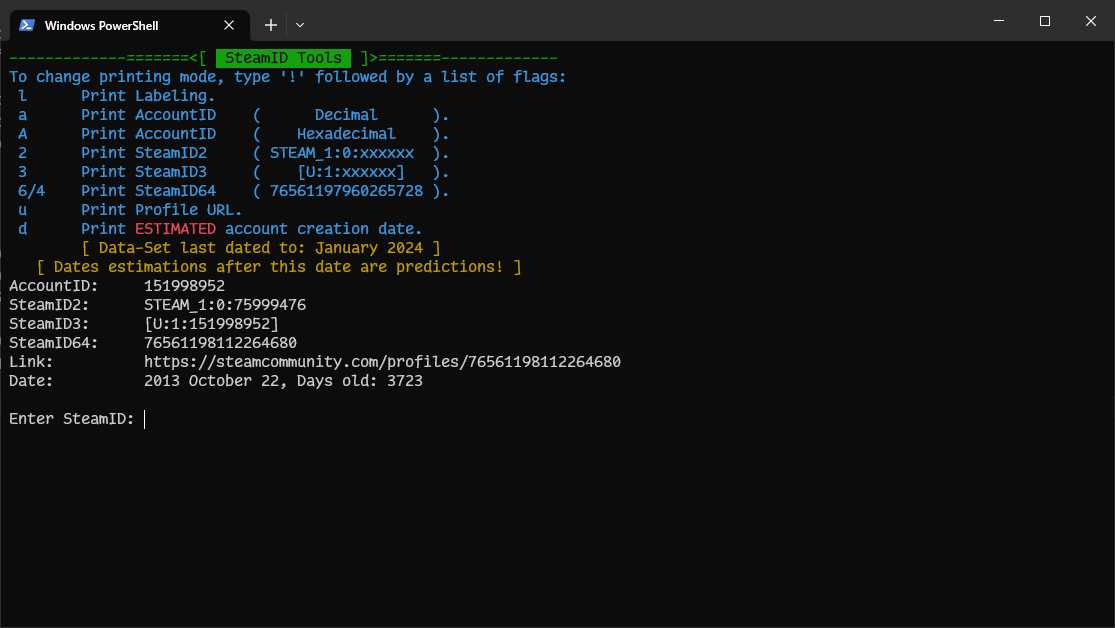 Windows PowerShell
-------------=======<[ SteamID Tools ]>=======-------------
To change printing mode, type '!' followed by a list of flags:
l Print Labeling.
a Print AccountID ( Decimal ).
A Print AccountID ( Hexadecimal ).
2 Print SteamID2 ( STEAM_1:0:xxxxxx ).
3 Print SteamID3 ( [U:1:xxxxxx] ).
6/4 Print SteamID64 ( 76561197960265728 ).
u Print Profile URL.
d Print ESTIMATED account creation date.
[ Data-Set last dated to: January 2024 ]
[ Dates estimations after this date are predictions! ]
AccountID: 151998952
SteamID2: STEAM_1:0:75999476
SteamID3: [U:1:151998952]
SteamID64: 76561198112264680
Link: https://steamcommunity.com/profiles/76561198112264680
Date: 2013 October 22, Days old: 3723
Enter SteamID: